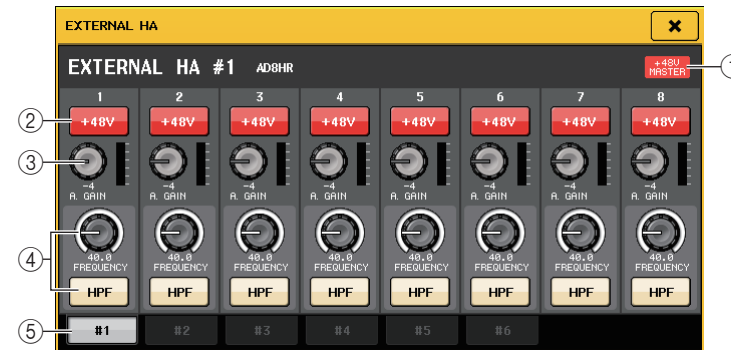 EXTERNAL HA
EXTERNAL HA #1 AD8HR
+48V MASTER
1 2 3 4 5 6 7 8
② +48V +48V +48V +48V +48V +48V +48V +48V
③
-4 -4 -4 -4 -4 -4 -4 -4
A. GAIN A. GAIN A. GAIN A. GAIN A. GAIN A. GAIN A. GAIN A. GAIN
④
40.0 40.0 40.0 40.0 40.0 40.0 40.0 40.0
FREQUENCY FREQUENCY FREQUENCY FREQUENCY FREQUENCY FREQUENCY FREQUENCY FREQUENCY
HPF HPF HPF HPF HPF HPF HPF HPF
⑤ #1 #2 #3 #4 #5 #6